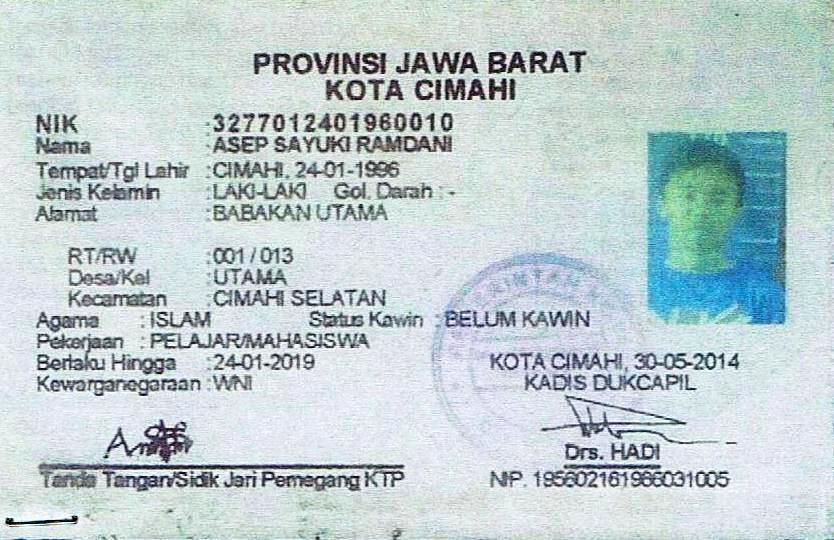 PROVINSI JAWA BARAT
KOTA CIMAHI
NIK : 3277012401960010
Nama : ASEP SAYUKI RAMDANI
Tempat/Tgl Lahir : CIMAHI, 24-01-1996
Jenis Kelamin : LAKI-LAKI Gol. Darah : -
Alamat : BABAKAN UTAMA
RT/RW : 001 / 013
Desa/Kel : UTAMA
Kecamatan : CIMAHI SELATAN
Agama : ISLAM Status Kawin : BELUM KAWIN
Pekerjaan : PELAJAR/MAHASISWA
Berlaku Hingga : 24-01-2019
Kewarganegaraan : WNI
KOTA CIMAHI, 30-05-2014
KADIS DUKCAPIL
Drs. HADI
Tanda Tangan/Sidik Jari Pemegang KTP
NIP. 195602161986031005